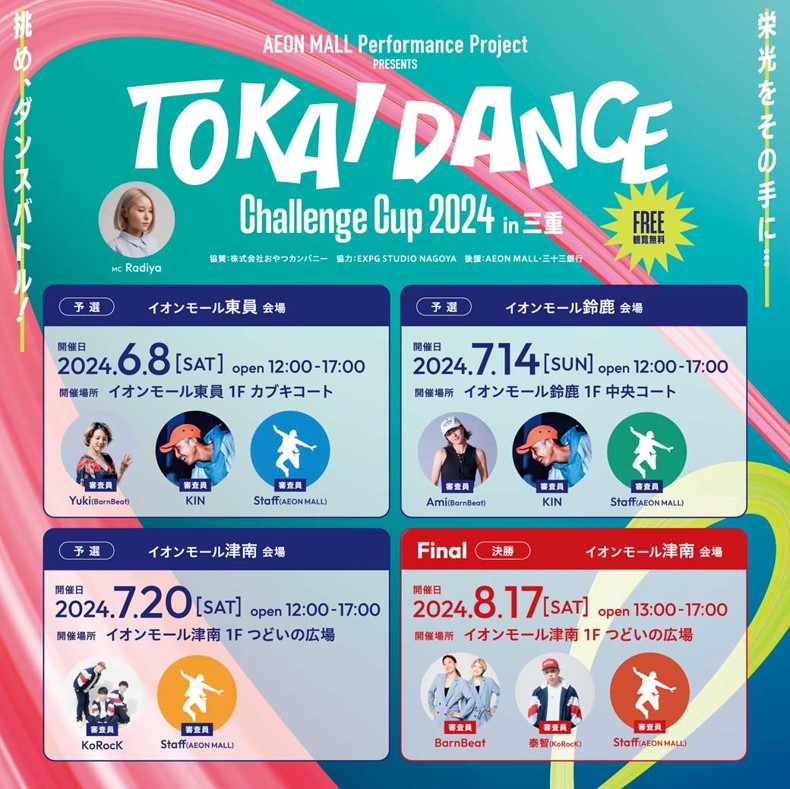 挑め、ダンスバトル!
栄光をその手に…
AEON MALL Performance Project
PRESENTS
TOKAI DANCE
Challenge Cup 2024 in 三重
FREE
観覧無料
MC Radiya
協賛:株式会社おやつカンパニー 協力:EXPG STUDIO NAGOYA 後援:AEON MALL・三十三銀行
予選 イオンモール東員 会場
開催日
2024.6.8[SAT] open 12:00-17:00
開催場所 イオンモール東員 1F カブキコート
審査員 審査員 審査員
Yuki(BarnBeat) KIN Staff(AEON MALL)
予選 イオンモール鈴鹿 会場
開催日
2024.7.14[SUN] open 12:00-17:00
開催場所 イオンモール鈴鹿 1F 中央コート
審査員 審査員 審査員
Ami(BarnBeat) KIN Staff(AEON MALL)
予選 イオンモール津南 会場
開催日
2024.7.20[SAT] open 12:00-17:00
開催場所 イオンモール津南 1F つどいの広場
審査員 審査員
KoRocK Staff(AEON MALL)
Final 決勝 イオンモール津南 会場
開催日
2024.8.17[SAT] open 13:00-17:00
開催場所 イオンモール津南 1F つどいの広場
審査員 審査員 審査員
BarnBeat 泰智(KoRocK) Staff(AEON MALL)